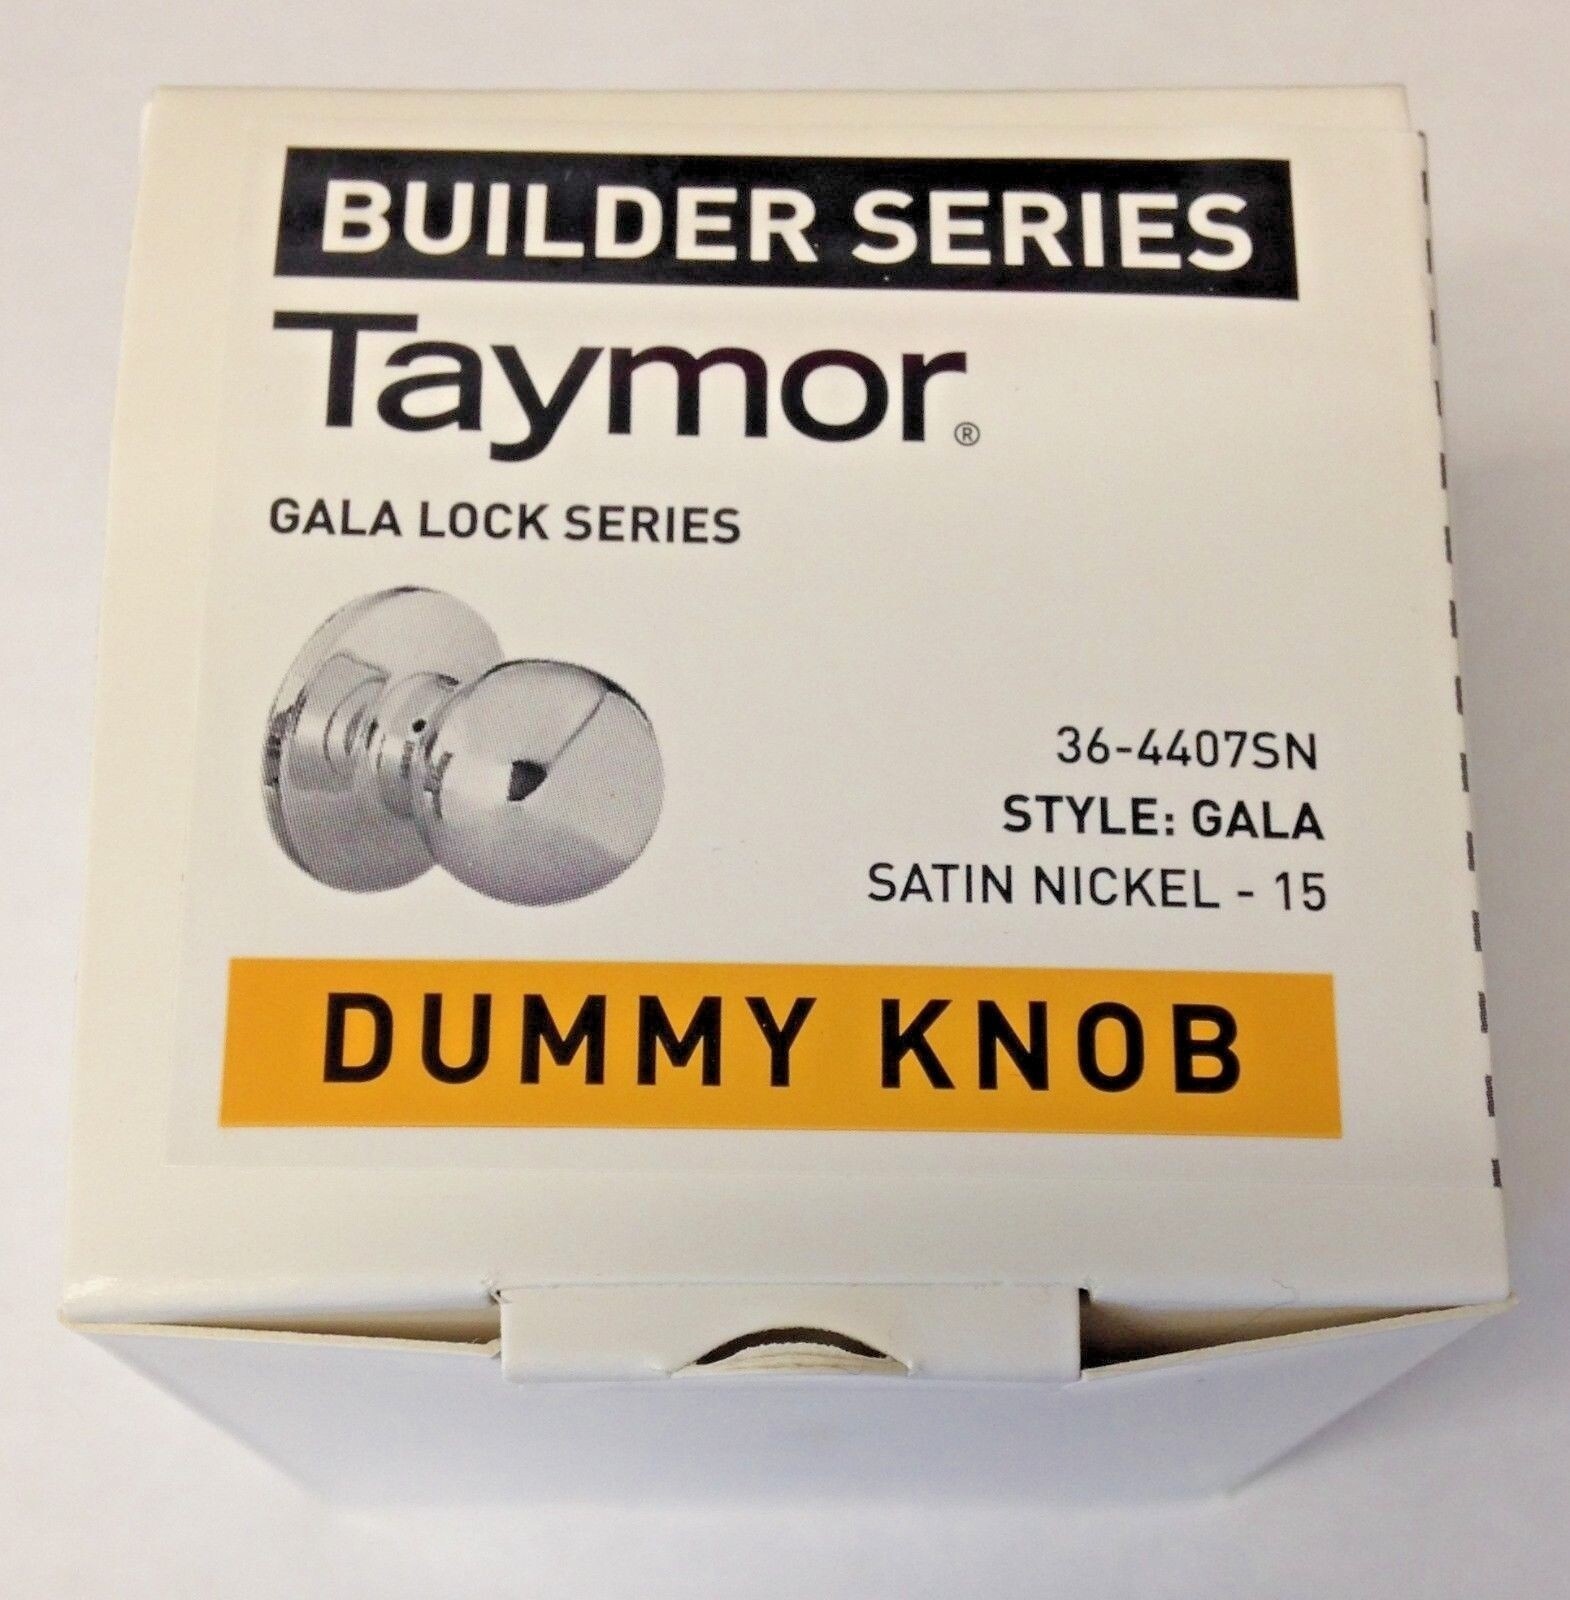 BUILDER SERIES
Taymor®
GALA LOCK SERIES
36-4407SN
STYLE: GALA
SATIN NICKEL - 15
DUMMY KNOB